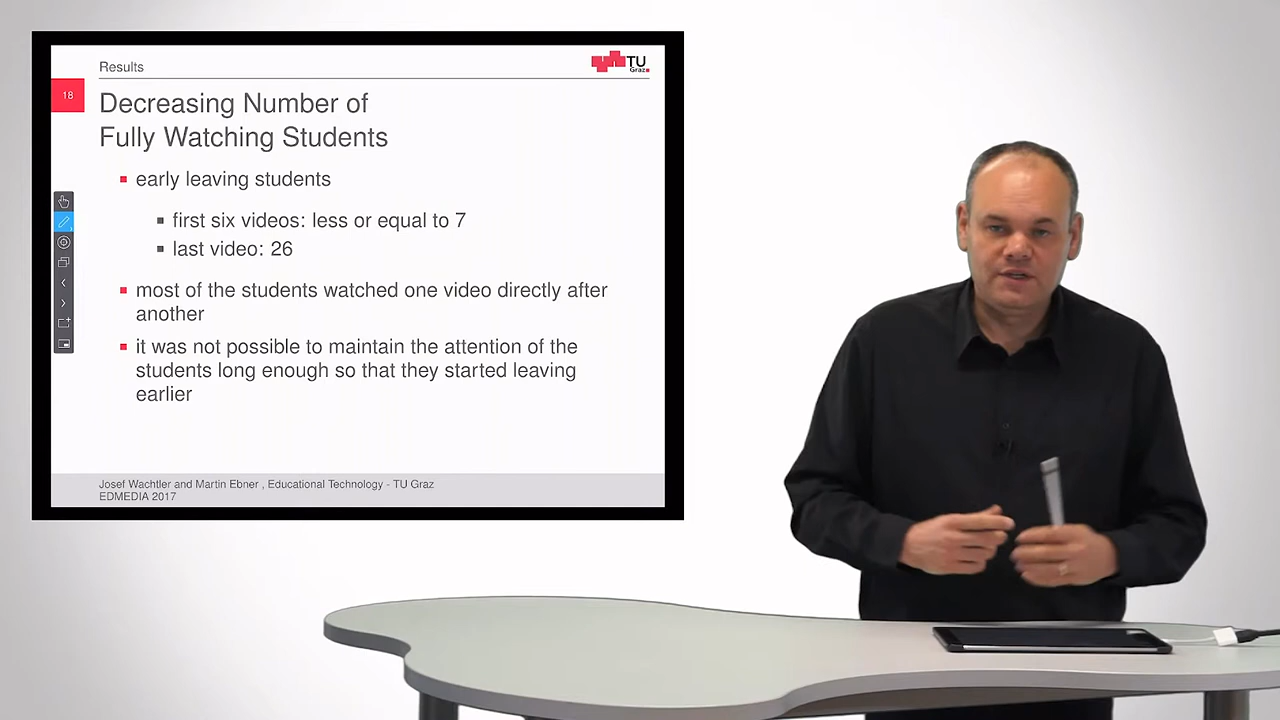 Results
TU
Graz
18
Decreasing Number of
Fully Watching Students
early leaving students
first six videos: less or equal to 7
last video: 26
most of the students watched one video directly after
another
it was not possible to maintain the attention of the
students long enough so that they started leaving
earlier
Josef Wachtler and Martin Ebner , Educational Technology - TU Graz
EDMEDIA 2017